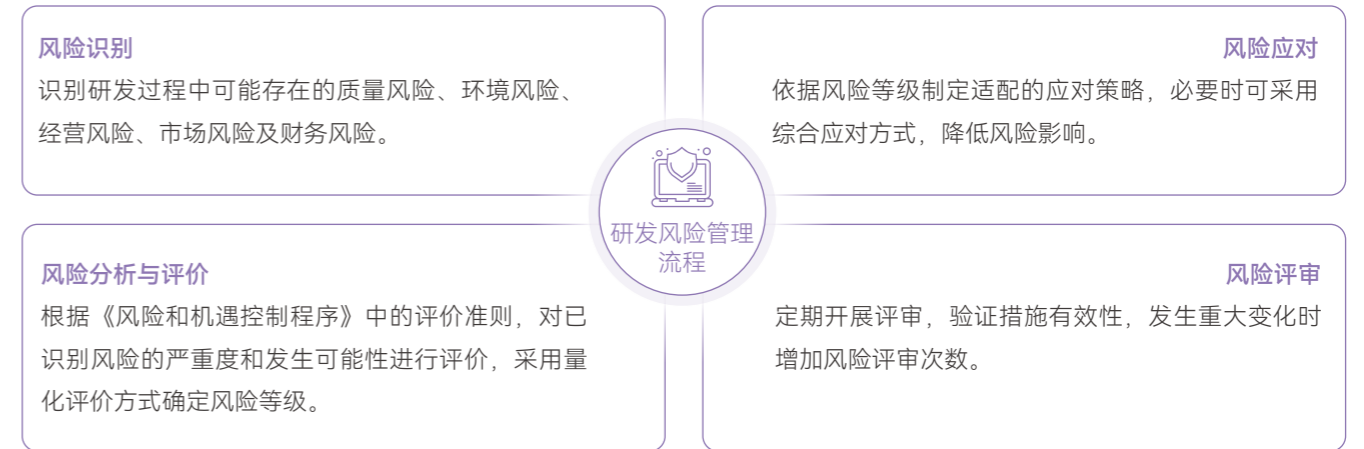 风险识别
识别研发过程中可能存在的质量风险、环境风险、
经营风险、市场风险及财务风险。
风险应对
依据风险等级制定适配的应对策略，必要时可采用
综合应对方式，降低风险影响。
研发风险管理
流程
风险分析与评价
根据《风险和机遇控制程序》中的评价准则，对已
识别风险的严重度和发生可能性进行评价，采用量
化评价方式确定风险等级。
风险评审
定期开展评审，验证措施有效性，发生重大变化时
增加风险评审次数。